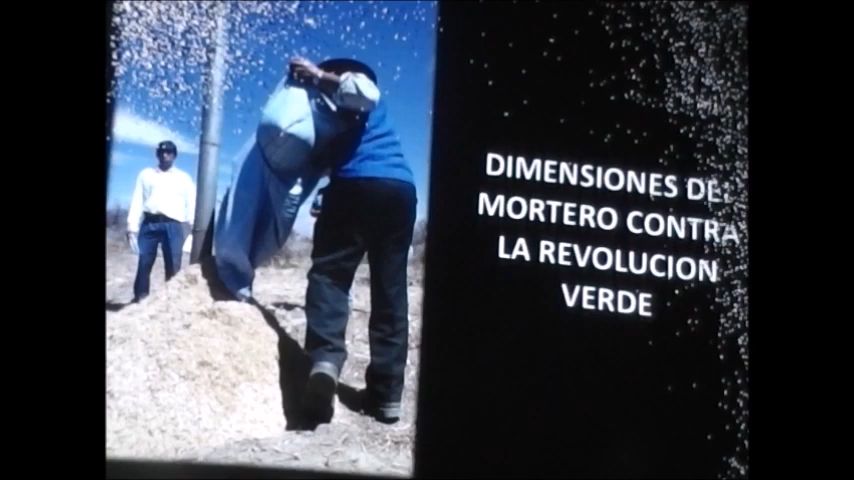 DIMENSIONES DEL
MORTERO CONTRA
LA REVOLUCION
VERDE